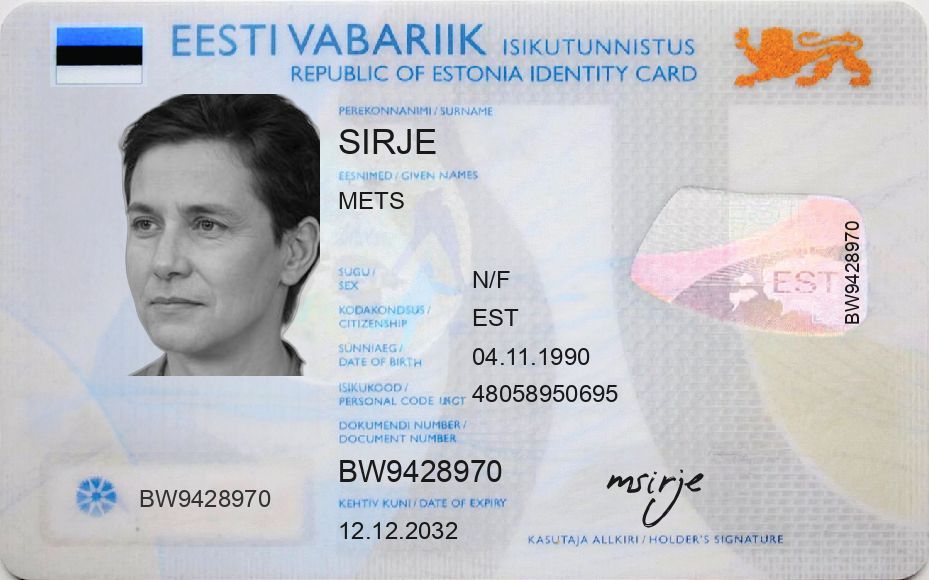 EESTI VABARIIK ISIKUTUNNISTUS
REPUBLIC OF ESTONIA IDENTITY CARD
PEREKONNANIMI / SURNAME
SIRJE
EESNIMED / GIVEN NAMES
METS
SUGU / SEX
N/F
KODAKONDSUS / CITIZENSHIP
EST
SÜNNIAEG / DATE OF BIRTH
04.11.1990
ISIKUKOOD / PERSONAL CODE
48058950695
DOKUMENDI NUMBER / DOCUMENT NUMBER
BW9428970
KEHTIV KUNI / DATE OF EXPIRY
12.12.2032
BW9428970
EST
BW9428970
msirje
KASUTAJA ALLKIRI / HOLDER'S SIGNATURE